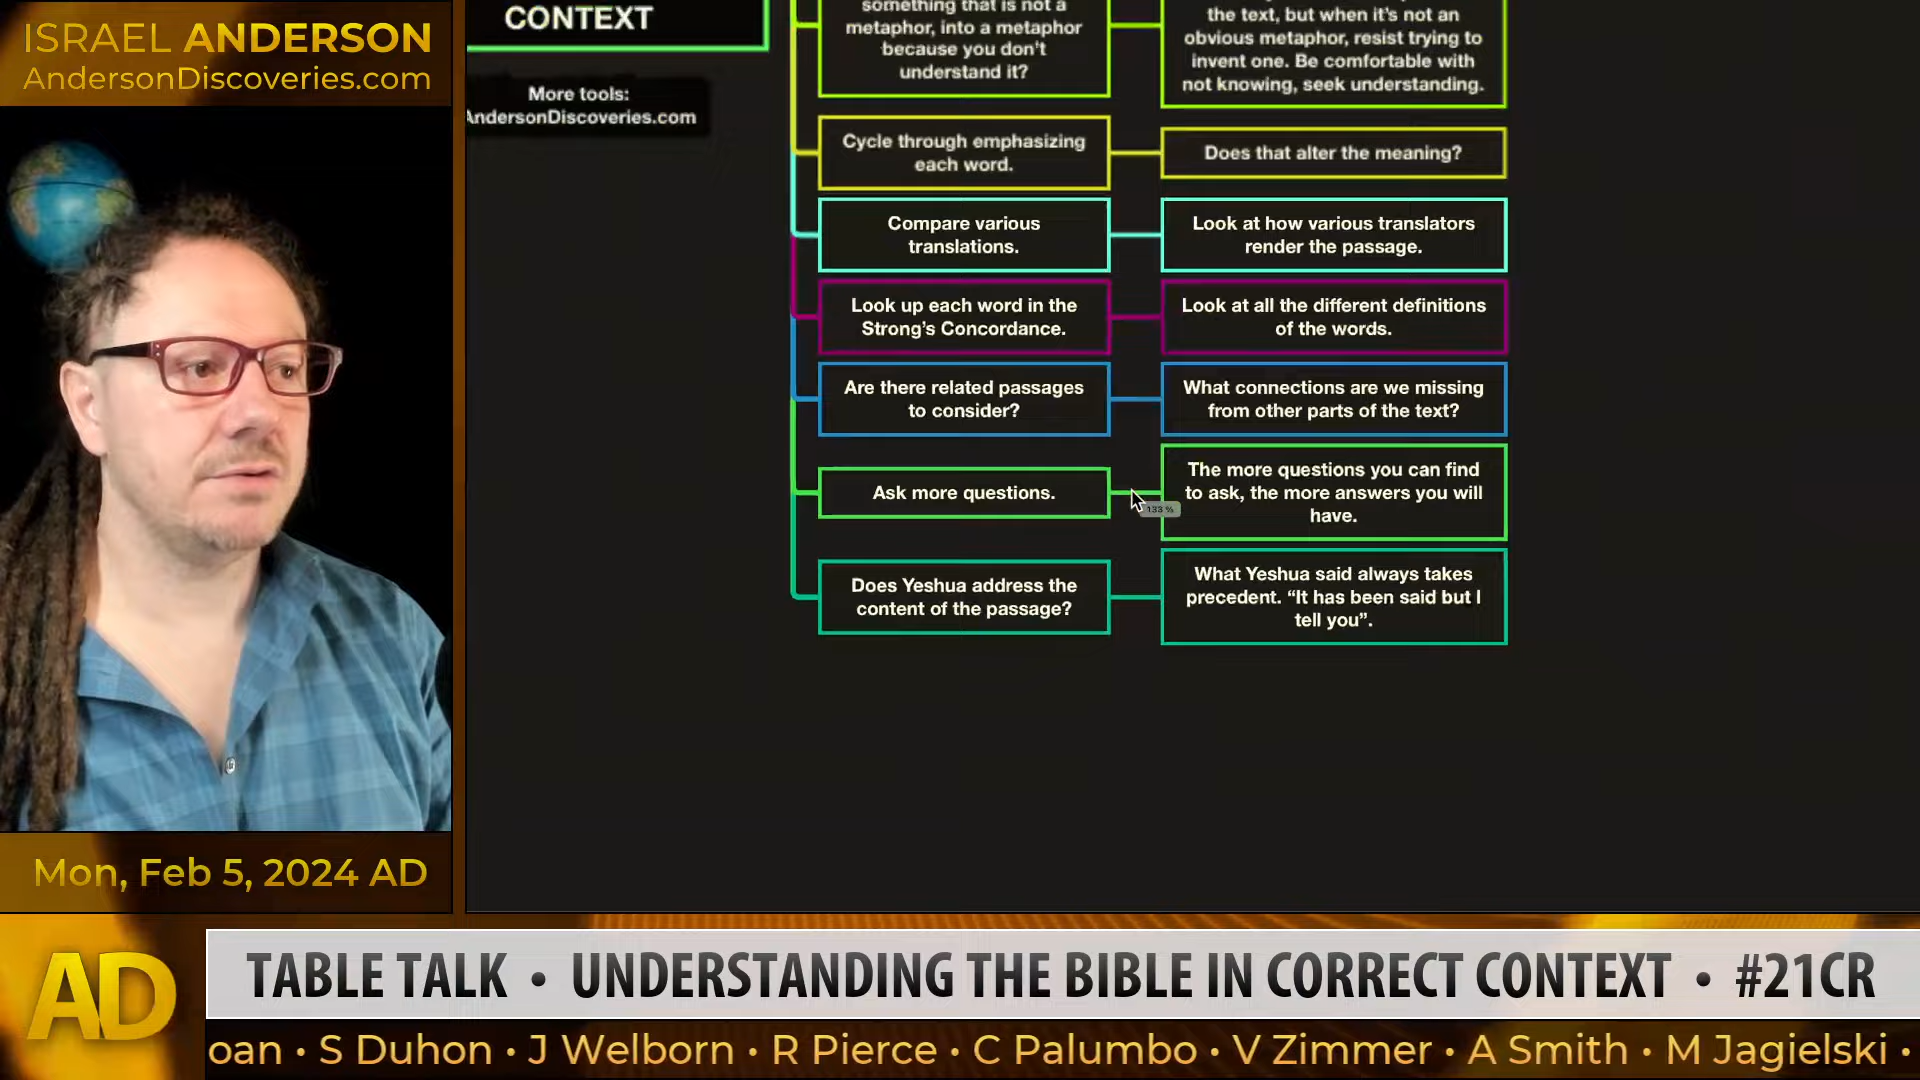 ISRAEL ANDERSON
AndersonDiscoveries.com
CONTEXT
More tools:
AndersonDiscoveries.com
something that is not a
metaphor, into a metaphor
because you don't
understand it?
the text, but when it's not an
obvious metaphor, resist trying to
invent one. Be comfortable with
not knowing, seek understanding.
Cycle through emphasizing
each word.
Does that alter the meaning?
Compare various
translations.
Look at how various translators
render the passage.
Look up each word in the
Strong's Concordance.
Look at all the different definitions
of the words.
Are there related passages
to consider?
What connections are we missing
from other parts of the text?
Ask more questions.
133 %
The more questions you can find
to ask, the more answers you will
have.
Does Yeshua address the
content of the passage?
What Yeshua said always takes
precedent. “It has been said but I
tell you”.
Mon, Feb 5, 2024 AD
AD
TABLE TALK • UNDERSTANDING THE BIBLE IN CORRECT CONTEXT • #21CR
oan • S Duhon • J Welborn • R Pierce • C Palumbo • V Zimmer • A Smith • M Jagielski •